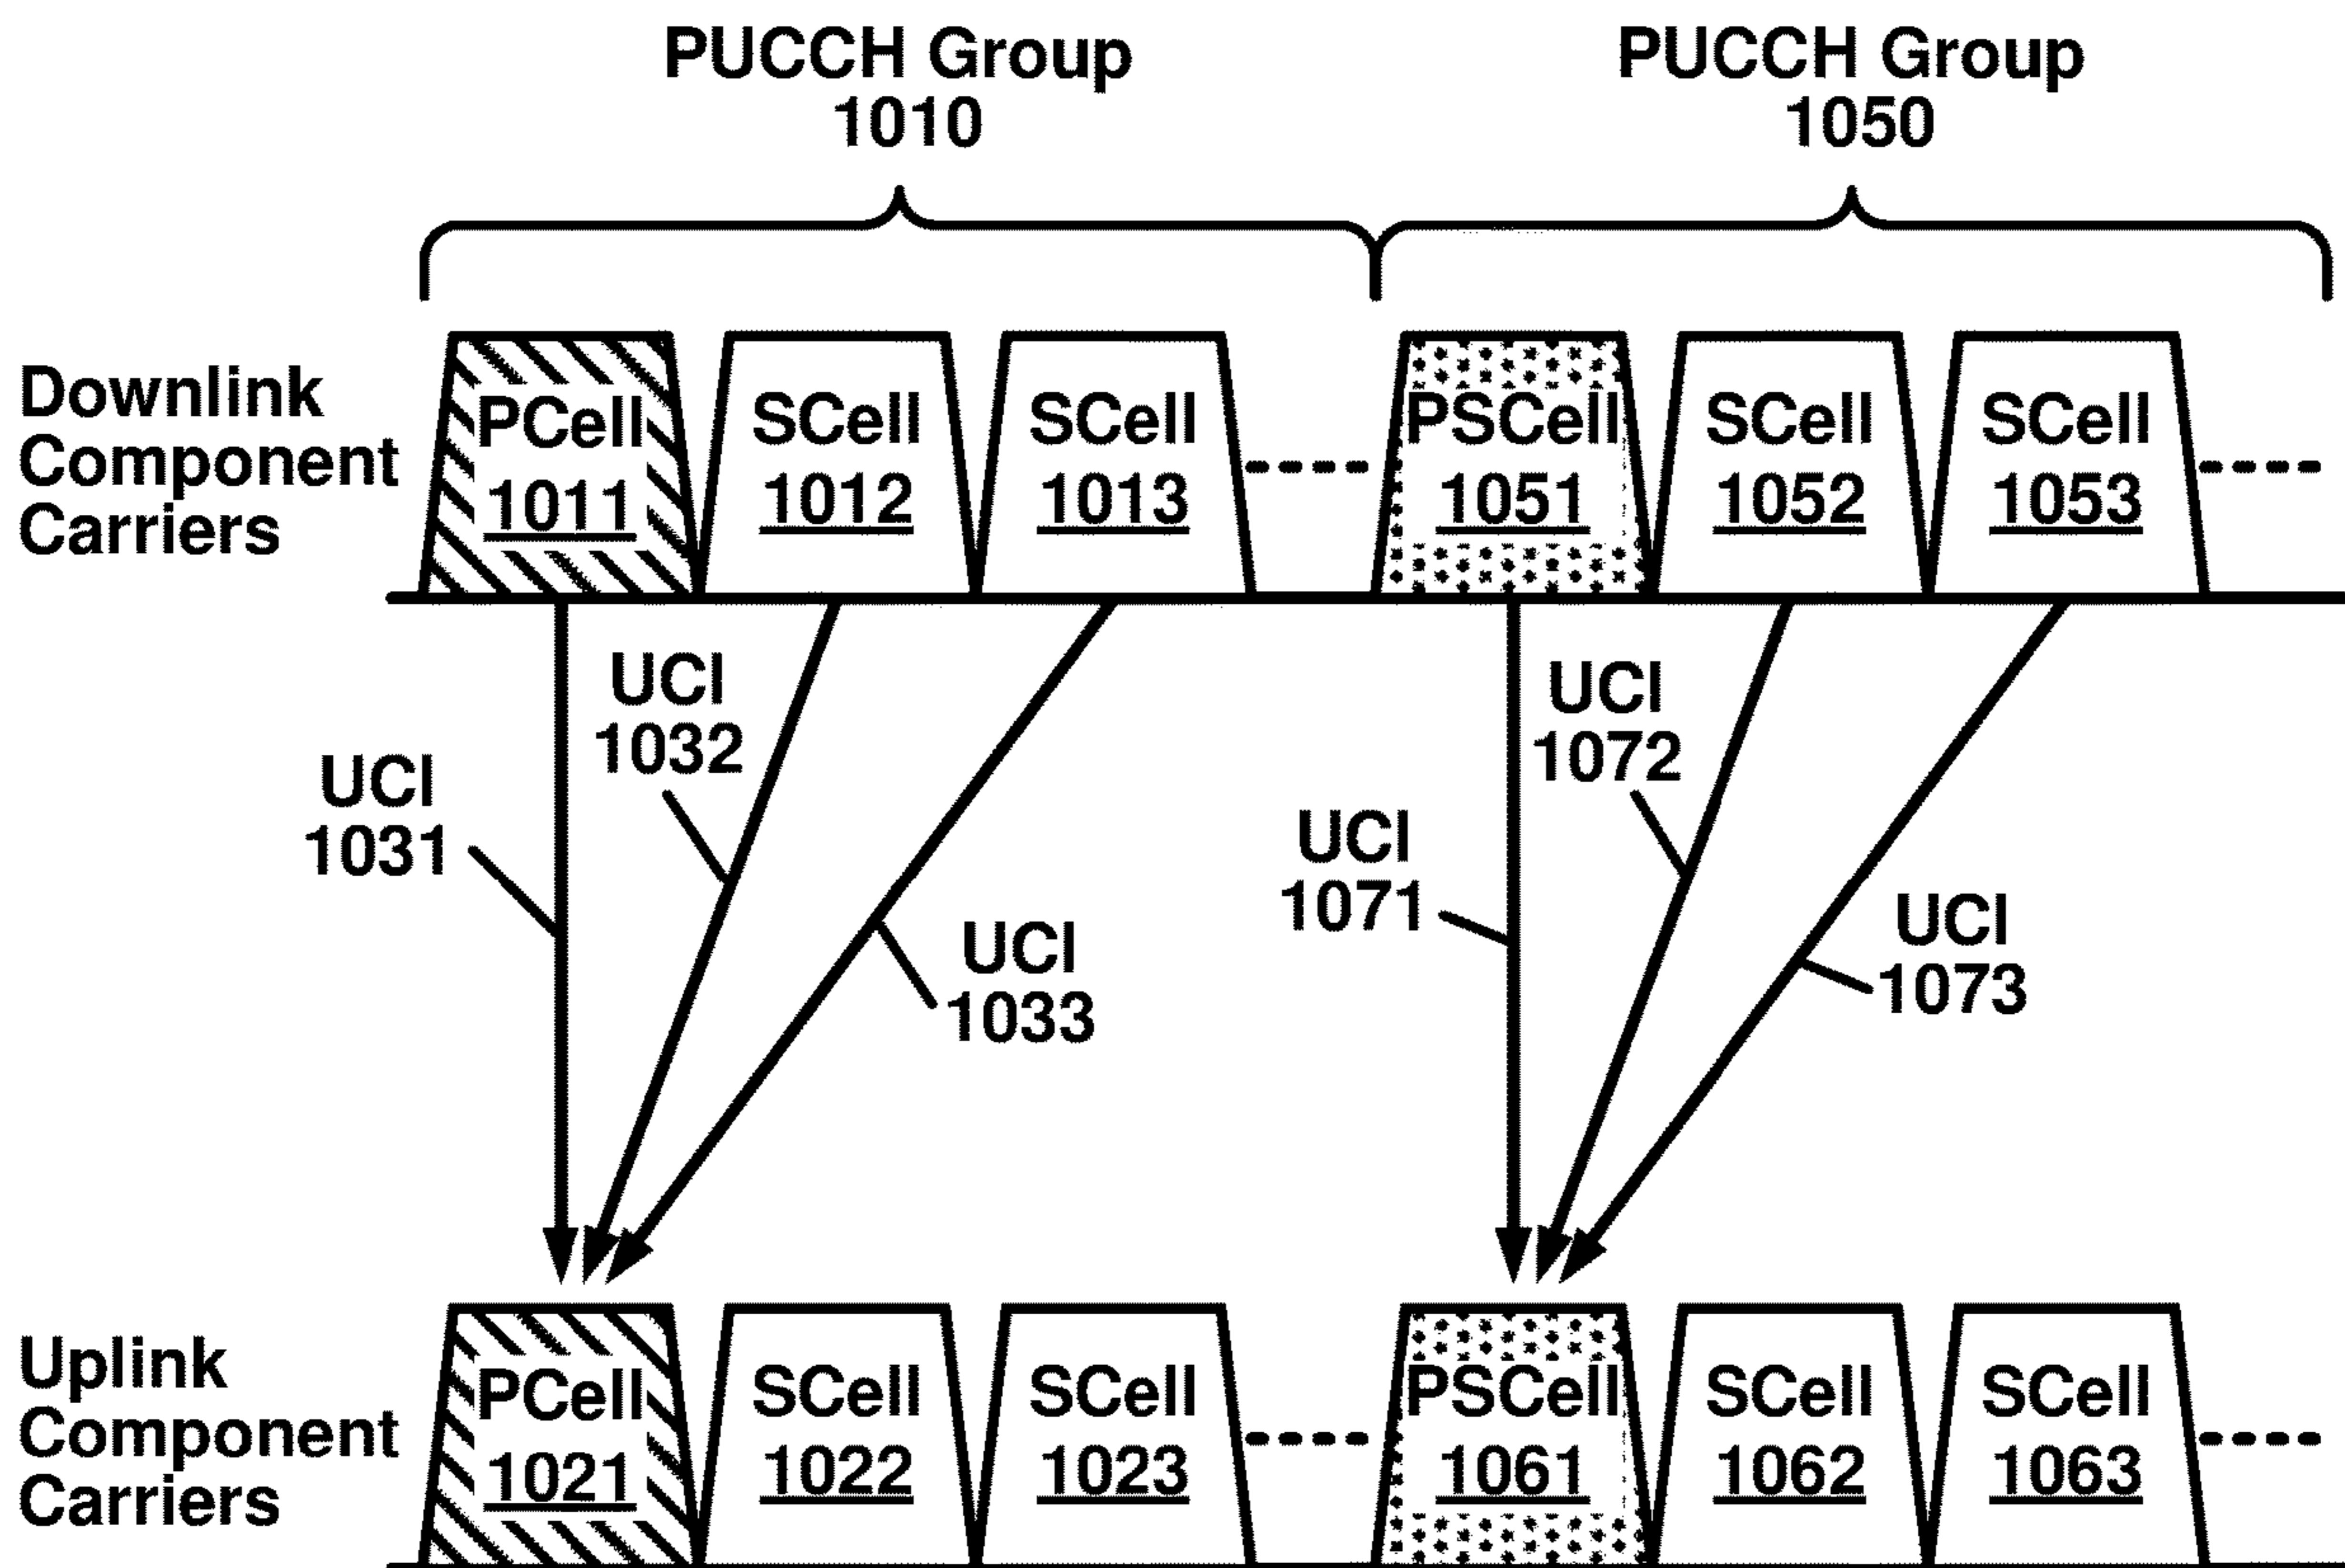 PUCCH Group
1010
PUCCH Group
1050
Downlink
Component
Carriers
PCell
1011
SCell
1012
SCell
1013
PSCell
1051
SCell
1052
SCell
1053
UCI
1031
UCI
1032
UCI
1033
UCI
1071
UCI
1072
UCI
1073
Uplink
Component
Carriers
PCell
1021
SCell
1022
SCell
1023
PSCell
1061
SCell
1062
SCell
1063